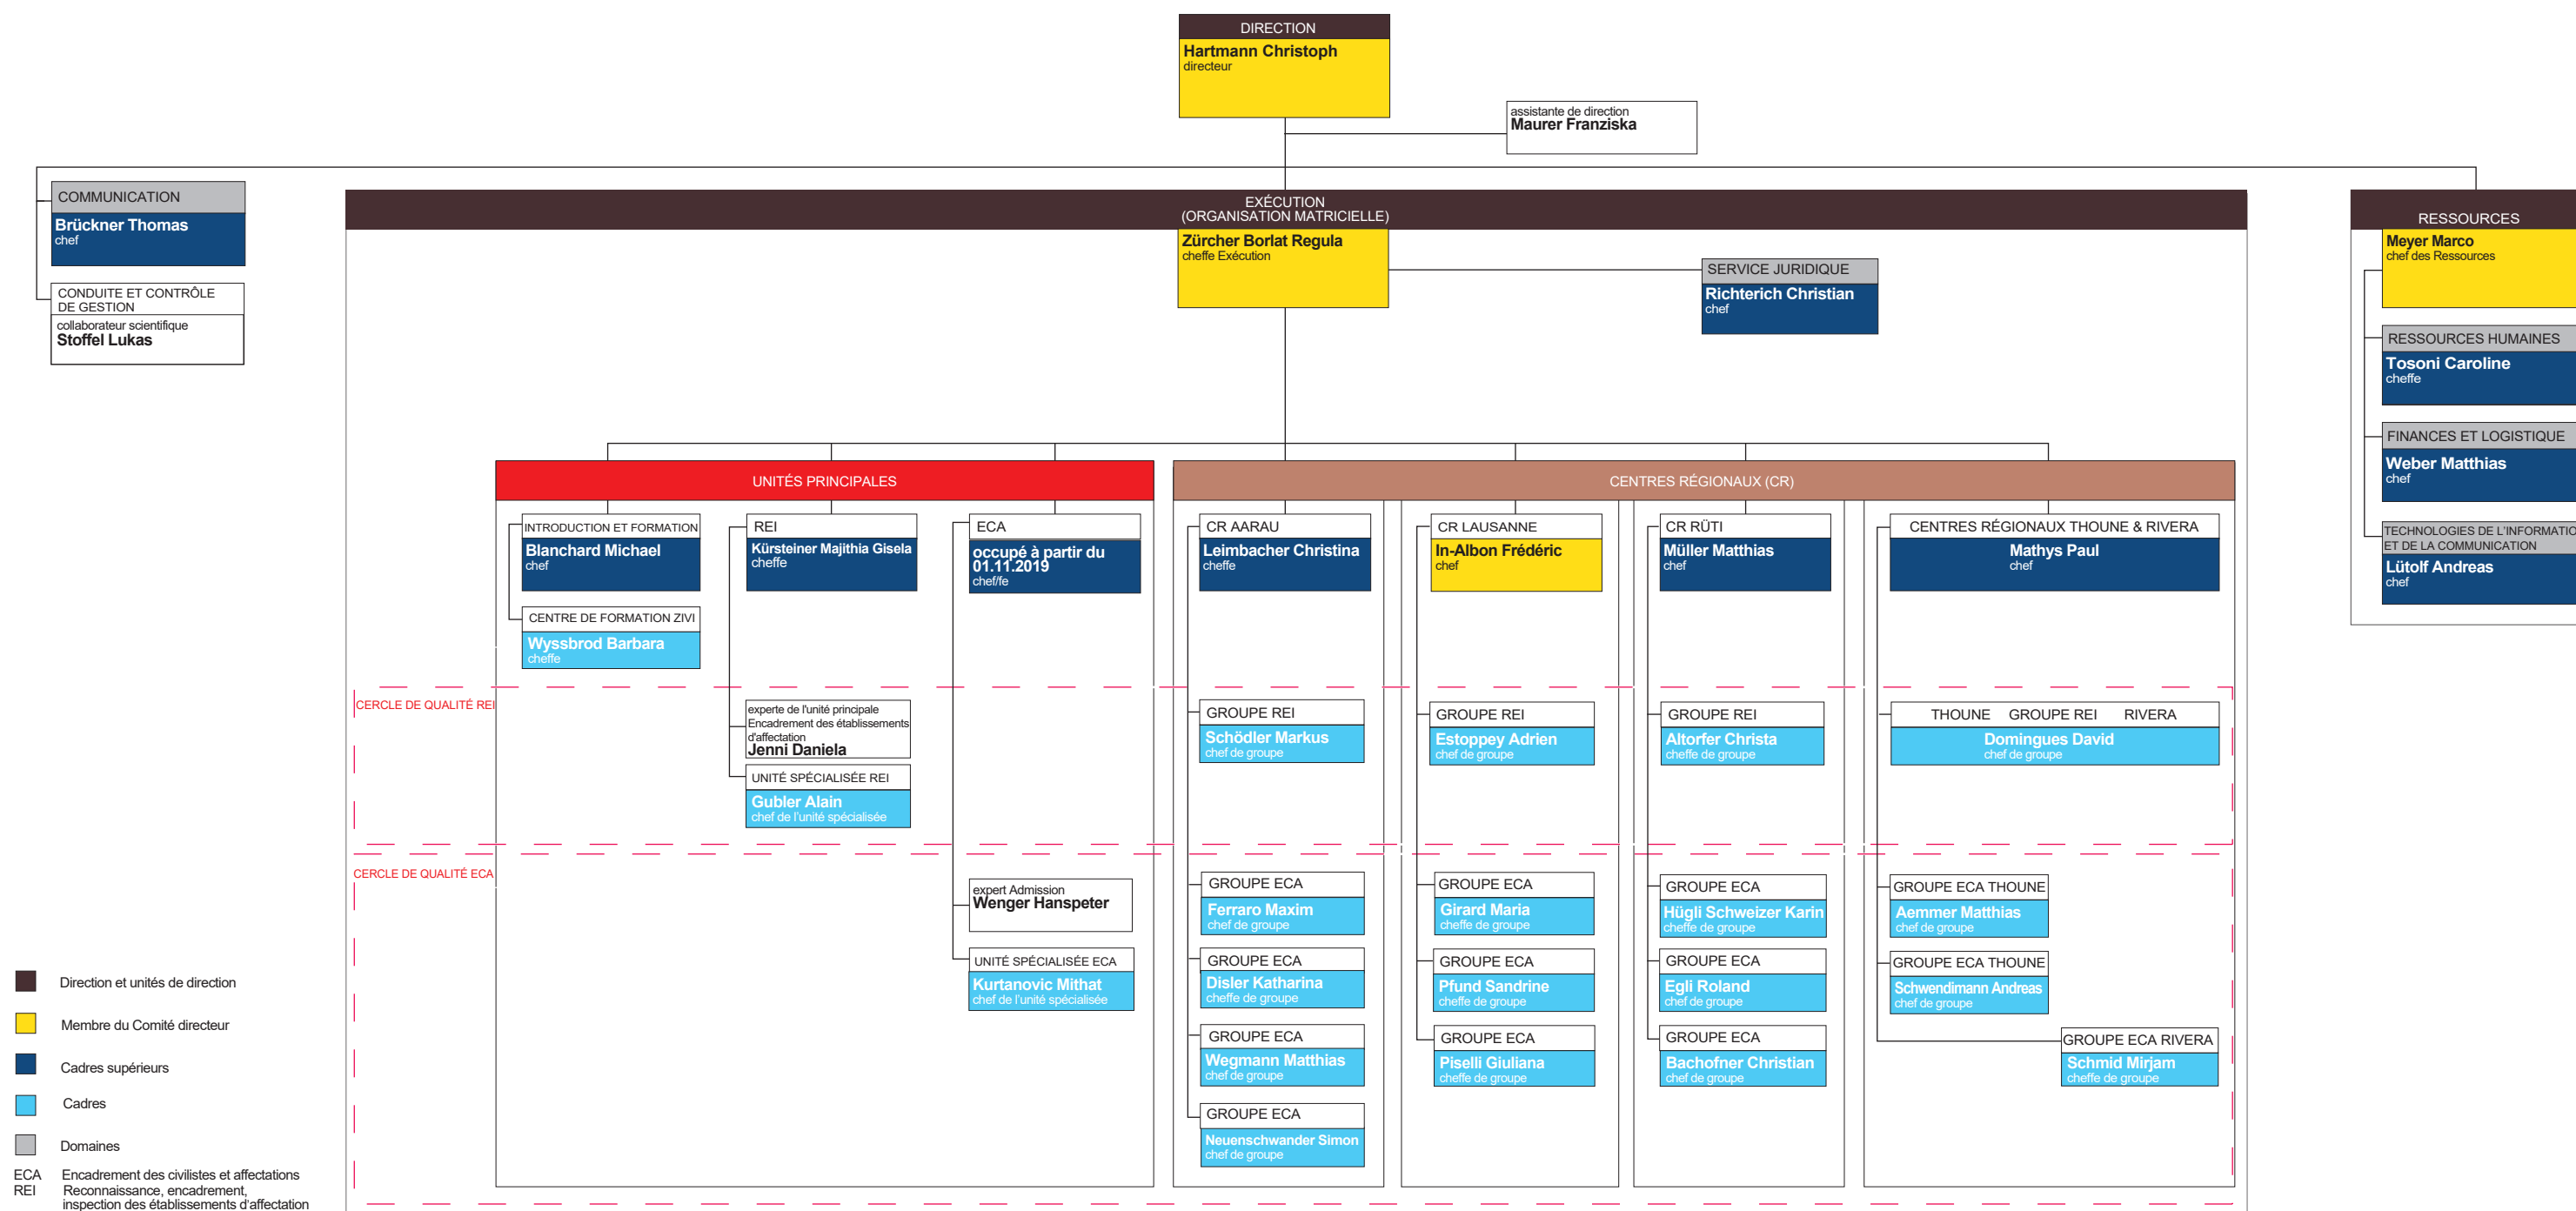 DIRECTION
Hartmann Christoph
directeur
assistante de direction
Maurer Franziska
COMMUNICATION
Brückner Thomas
chef
CONDUITE ET CONTRÔLE
DE GESTION
collaborateur scientifique
Stoffel Lukas
EXÉCUTION
(ORGANISATION MATRICIELLE)
Zürcher Borlat Regula
cheffe Exécution
SERVICE JURIDIQUE
Richterich Christian
chef
RESSOURCES
Meyer Marco
chef des Ressources
RESSOURCES HUMAINES
Tosoni Caroline
cheffe
FINANCES ET LOGISTIQUE
Weber Matthias
chef
TECHNOLOGIES DE L'INFORMATIO
ET DE LA COMMUNICATION
Lütolf Andreas
chef
UNITÉS PRINCIPALES
INTRODUCTION ET FORMATION
Blanchard Michael
chef
CENTRE DE FORMATION ZIVI
Wyssbrod Barbara
cheffe
REI
Kürsteiner Majithia Gisela
cheffe
ECA
occupé à partir du
01.11.2019
chef/fe
CENTRES RÉGIONAUX (CR)
CR AARAU
Leimbacher Christina
cheffe
CR LAUSANNE
In-Albon Frédéric
chef
CR RÜTI
Müller Matthias
chef
CENTRES RÉGIONAUX THOUNE & RIVERA
Mathys Paul
chef
CERCLE DE QUALITÉ REI
experte de l'unité principale
Encadrement des établissements
d'affectation
Jenni Daniela
UNITÉ SPÉCIALISÉE REI
Gubler Alain
chef de l'unité spécialisée
GROUPE REI
Schödler Markus
chef de groupe
GROUPE REI
Estoppey Adrien
chef de groupe
GROUPE REI
Altorfer Christa
cheffe de groupe
THOUNE GROUPE REI RIVERA
Domingues David
chef de groupe
CERCLE DE QUALITÉ ECA
expert Admission
Wenger Hanspeter
UNITÉ SPÉCIALISÉE ECA
Kurtanovic Mithat
chef de l'unité spécialisée
GROUPE ECA
Ferraro Maxim
chef de groupe
GROUPE ECA
Disler Katharina
cheffe de groupe
GROUPE ECA
Wegmann Matthias
chef de groupe
GROUPE ECA
Neuenschwander Simon
chef de groupe
GROUPE ECA
Girard Maria
cheffe de groupe
GROUPE ECA
Pfund Sandrine
cheffe de groupe
GROUPE ECA
Piselli Giuliana
cheffe de groupe
GROUPE ECA
Hügli Schweizer Karin
cheffe de groupe
GROUPE ECA
Egli Roland
chef de groupe
GROUPE ECA
Bachofner Christian
chef de groupe
GROUPE ECA THOUNE
Aemmer Matthias
chef de groupe
GROUPE ECA THOUNE
Schwendimann Andreas
chef de groupe
GROUPE ECA RIVERA
Schmid Mirjam
cheffe de groupe
Direction et unités de direction
Membre du Comité directeur
Cadres supérieurs
Cadres
Domaines
ECA Encadrement des civilistes et affectations
REI Reconnaissance, encadrement,
inspection des établissements d'affectation